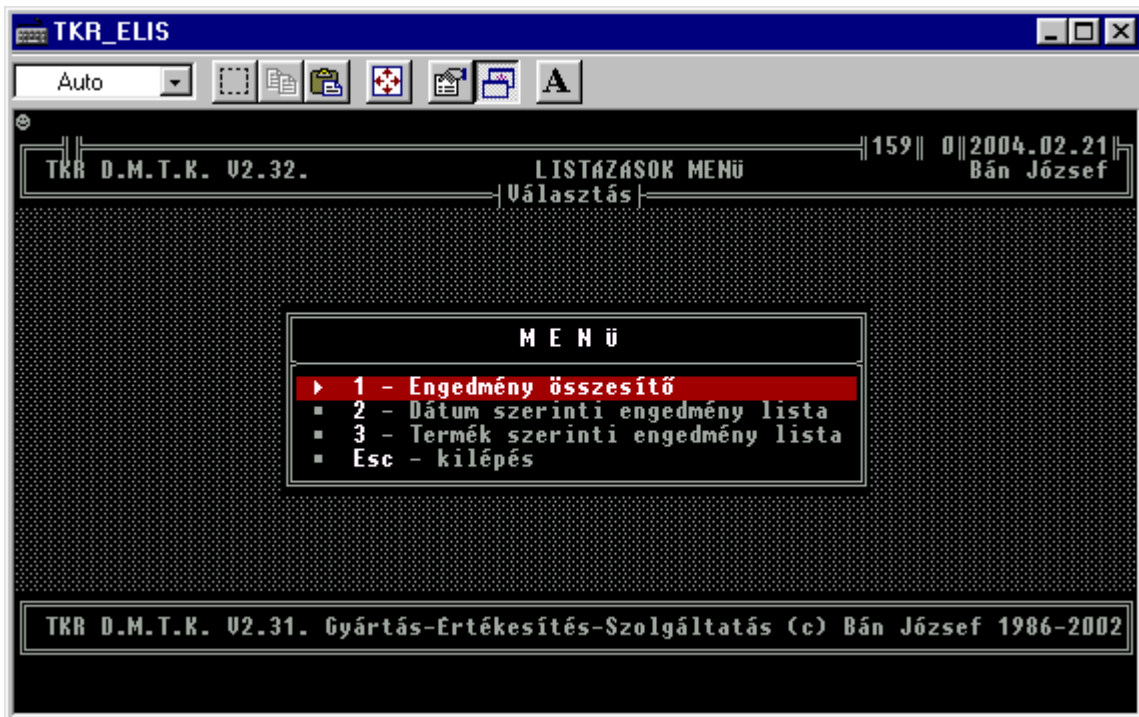 TKR_ELIS
Auto
A
159 0 2004.02.21
TKR D.M.T.K. V2.32. LISTáZáSOK MENü Bán József
Választás
M E N ü
1 - Engedmény összesítő
2 - Dátum szerinti engedmény lista
3 - Termék szerinti engedmény lista
Esc - kilépés
TKR D.M.T.K. V2.31. Gyártás-Értékesítés-Szolgáltatás (c) Bán József 1986-2002